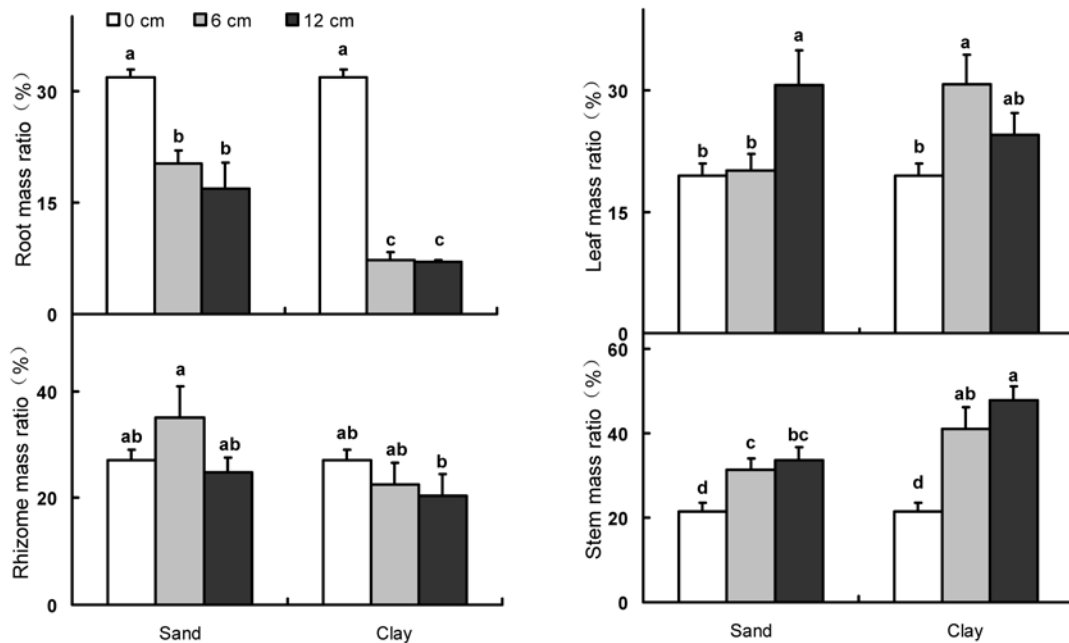 0 cm 6 cm 12 cm
Root mass ratio（%）
30
15
0
a
b
b
a
c
c
Leaf mass ratio（%）
30
15
0
b
b
a
b
a
ab
Rhizome mass ratio（%）
40
20
0
ab
a
ab
ab
ab
b
Sand Clay
Stem mass ratio（%）
60
40
20
0
d
c
bc
d
ab
a
Sand Clay